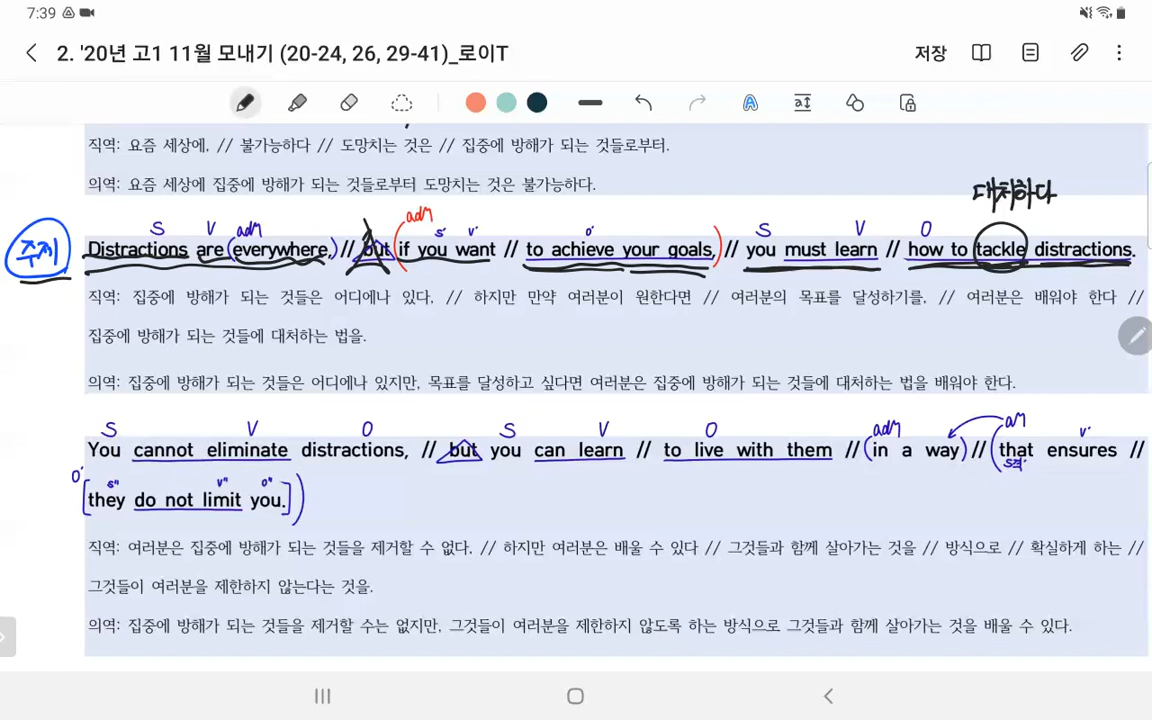 7:39
2. '20년 고1 11월 모내기 (20-24, 26, 29-41)_로이T
저장
직역: 요즘 세상에, // 불가능하다 // 도망치는 것은 // 집중에 방해가 되는 것들로부터.
의역: 요즘 세상에 집중에 방해가 되는 것들로부터 도망치는 것은 불가능하다.
대처하다
adm
S V adm s' v' o' S V O
주제
Distractions are (everywhere,) // but (if you want // to achieve your goals,) // you must learn // how to tackle distractions.
직역: 집중에 방해가 되는 것들은 어디에나 있다, // 하지만 만약 여러분이 원한다면 // 여러분의 목표를 달성하기를, // 여러분은 배워야 한다 //
집중에 방해가 되는 것들에 대처하는 법을.
의역: 집중에 방해가 되는 것들은 어디에나 있지만, 목표를 달성하고 싶다면 여러분은 집중에 방해가 되는 것들에 대처하는 법을 배워야 한다.
S V O S V O adm am v'
You cannot eliminate distractions, // but you can learn // to live with them // (in a way) // (that ensures //
s격'
o' s" v" o"
[they do not limit you.])
직역: 여러분은 집중에 방해가 되는 것들을 제거할 수 없다. // 하지만 여러분은 배울 수 있다 // 그것들과 함께 살아가는 것을 // 방식으로 // 확실하게 하는 //
그것들이 여러분을 제한하지 않는다는 것을.
의역: 집중에 방해가 되는 것들을 제거할 수는 없지만, 그것들이 여러분을 제한하지 않도록 하는 방식으로 그것들과 함께 살아가는 것을 배울 수 있다.